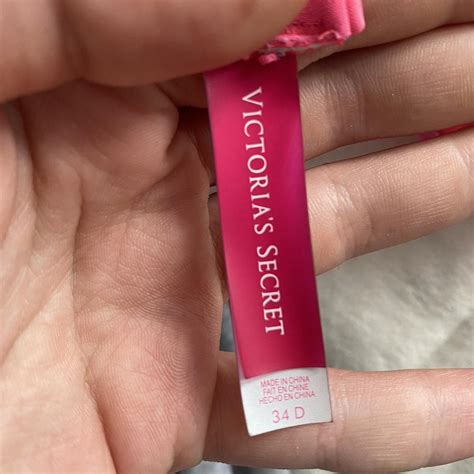 VICTORIA'S SECRET
MADE IN CHINA
FAIT EN CHINE
HECHO EN CHINA
34 D